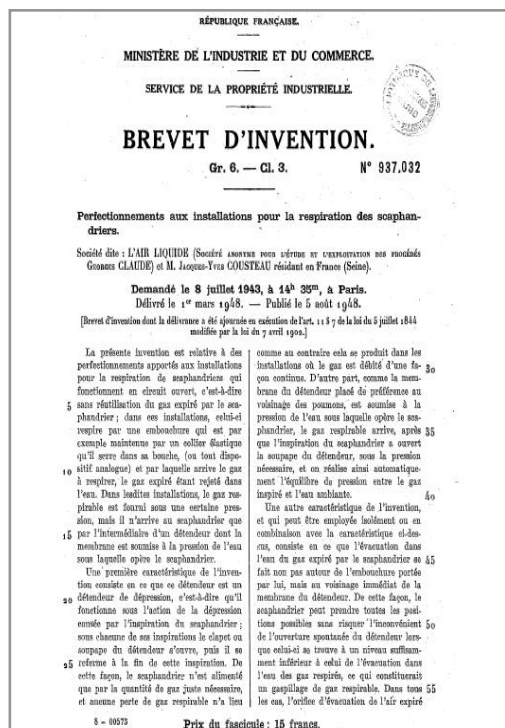 RÉPUBLIQUE FRANÇAISE.
MINISTÈRE DE L'INDUSTRIE ET DU COMMERCE.
SERVICE DE LA PROPRIÉTÉ INDUSTRIELLE.
BREVET D'INVENTION.
Gr. 6. — Cl. 3.
N° 937.032
Perfectionnements aux installations pour la respiration des scaphan-
driers.
Société dite : L'AIR LIQUIDE (Société anonyme pour l'étude et l'exploitation des procédés
Georges CLAUDE) et M. Jacques-Yves COUSTEAU résidant en France (Seine).
Demandé le 8 juillet 1943, à 14h 35m, à Paris.
Délivré le 1er mars 1948. — Publié le 5 août 1948.
[Brevet d'invention dont la délivrance a été ajournée en exécution de l'art. 11 § 7 de la loi du 5 juillet 1844
modifiée par la loi du 7 avril 1902.]
La présente invention est relative à des
perfectionnements apportés aux installations
pour la respiration de scaphandriers qui
fonctionnent en circuit ouvert, c'est-à-dire
5 sans réutilisation du gaz expiré par le sca-
phandrier; dans ces installations, celui-ci
respire par une embouchure qui est par
exemple maintenue par un collier élastique
qu'il serre dans sa bouche, (ou tout dispo-
10 sitif analogue) et par laquelle arrive le gaz
à respirer, le gaz expiré étant rejeté dans
l'eau. Dans lesdites installations, le gaz res-
pirable est fourni sous une certaine pres-
sion, mais il n'arrive au scaphandrier que
15 par l'intermédiaire d'un détendeur dont la
membrane est soumise à la pression de l'eau
sous laquelle opère le scaphandrier.
Une première caractéristique de l'inven-
tion consiste en ce que ce détendeur est un
20 détendeur de dépression, c'est-à-dire qu'il
fonctionne sous l'action de la dépression
causée par l'inspiration du scaphandrier;
sous chacune de ses inspirations le clapet ou
soupape du détendeur s'ouvre, puis il se
25 referme à la fin de cette inspiration. De
cette façon, le scaphandrier n'est alimenté
que par la quantité de gaz juste nécessaire,
et aucune perte de gaz respirable n'a lieu
comme au contraire cela se produit dans les
installations où le gaz est débité d'une fa- 30
çon continue. D'autre part, comme la mem-
brane du détendeur placé de préférence au
voisinage des poumons, est soumise à la
pression de l'eau sous laquelle opère le sca-
phandrier, le gaz respirable arrive, après 35
que l'inspiration du scaphandrier a ouvert
la soupape du détendeur, sous la pression
nécessaire, et on réalise ainsi automatique-
ment l'équilibre de pression entre le gaz
inspiré et l'eau ambiante. 40
Une autre caractéristique de l'invention,
et qui peut être employée isolément ou en
combinaison avec la caractéristique ci-des-
sus, consiste en ce que l'évacuation dans
l'eau du gaz expiré par le scaphandrier se 45
fait non pas autour de l'embouchure portée
par lui, mais au voisinage immédiat de la
membrane du détendeur. De cette façon, le
scaphandrier peut prendre toutes les posi-
tions possibles sans risquer l'inconvénient 50
de l'ouverture spontanée du détendeur lors-
que celui-ci se trouve à un niveau suffisam-
ment inférieur à celui de l'évacuation dans
l'eau des gaz respirés, ce qui constituerait
un gaspillage de gaz respirable. Dans tous 55
les cas, l'orifice d'évacuation de l'air expiré
8 - 00573
Prix du fascicule : 15 francs.